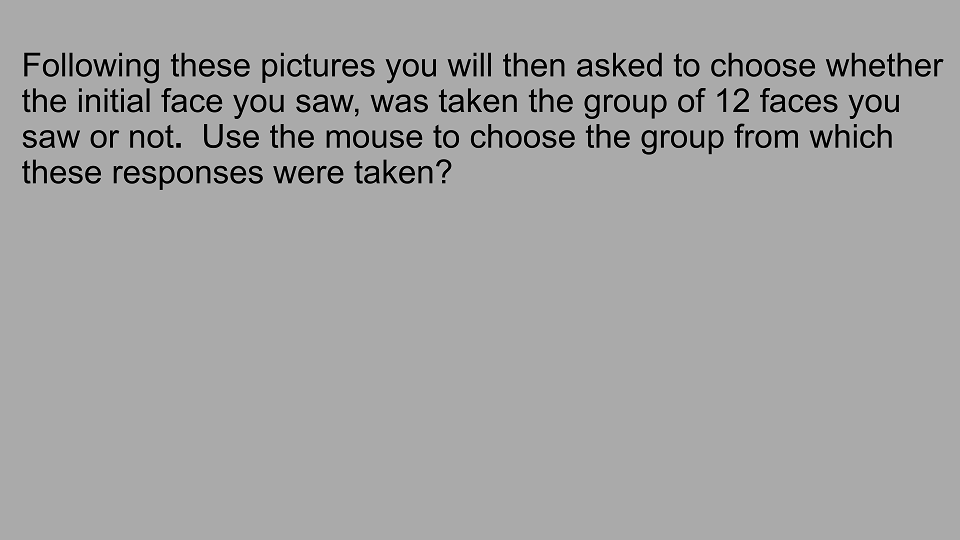 Following these pictures you will then asked to choose whether
the initial face you saw, was taken the group of 12 faces you
saw or not.  Use the mouse to choose the group from which
these responses were taken?